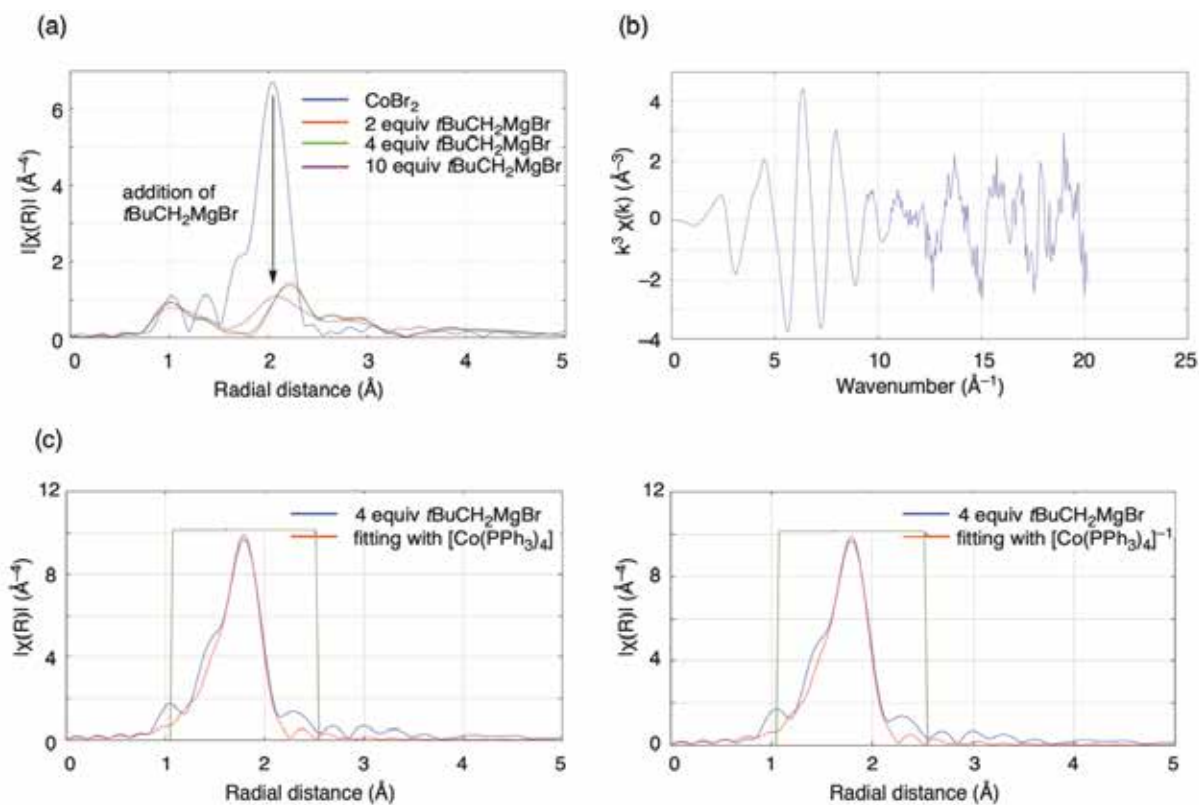 (a)
|[χ(R)| (Å⁻⁴)
6
4
2
0
CoBr₂
2 equiv tBuCH₂MgBr
4 equiv tBuCH₂MgBr
10 equiv tBuCH₂MgBr
addition of
tBuCH₂MgBr
0 1 2 3 4 5
Radial distance (Å)
(b)
k³ χ(k) (Å⁻³)
4
2
0
−2
−4
0 5 10 15 20 25
Wavenumber (Å⁻¹)
(c)
|χ(R)| (Å⁻⁴)
12
8
4
0
4 equiv tBuCH₂MgBr
fitting with [Co(PPh₃)₄]
0 1 2 3 4 5
Radial distance (Å)
|χ(R)| (Å⁻⁴)
12
8
4
0
4 equiv tBuCH₂MgBr
fitting with [Co(PPh₃)₄]⁻¹
0 1 2 3 4 5
Radial distance (Å)